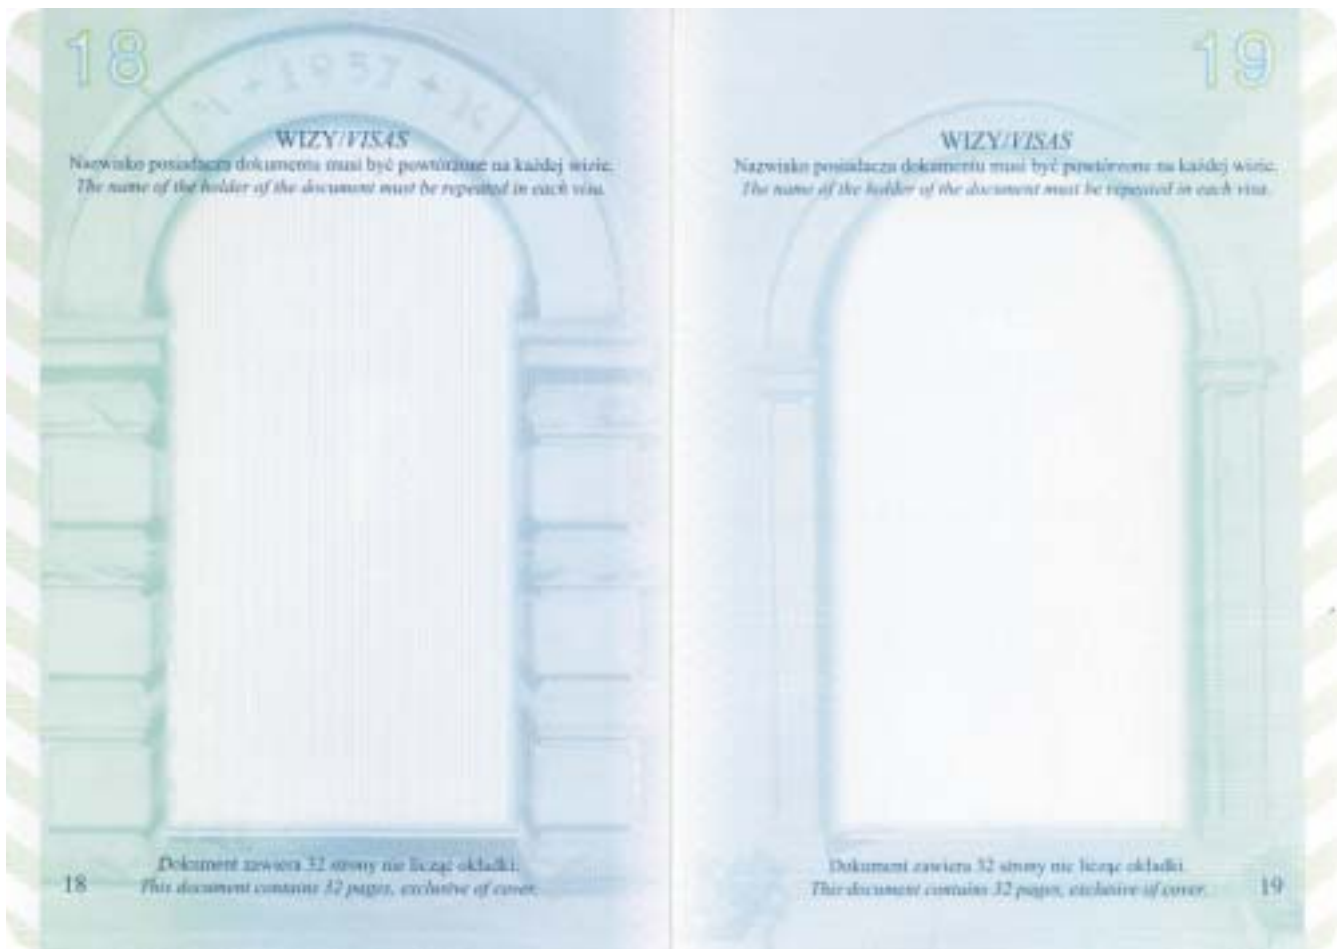 18
+ 1957 +
WIZY/VISAS
Nazwisko posiadacza dokumentu musi być powtórzone na każdej wizie.
The name of the holder of the document must be repeated in each visa.
Dokument zawiera 32 strony nie licząc okładki.
This document contains 32 pages, exclusive of cover.
18
19
WIZY/VISAS
Nazwisko posiadacza dokumentu musi być powtórzone na każdej wizie.
The name of the holder of the document must be repeated in each visa.
Dokument zawiera 32 strony nie licząc okładki.
This document contains 32 pages, exclusive of cover.
19